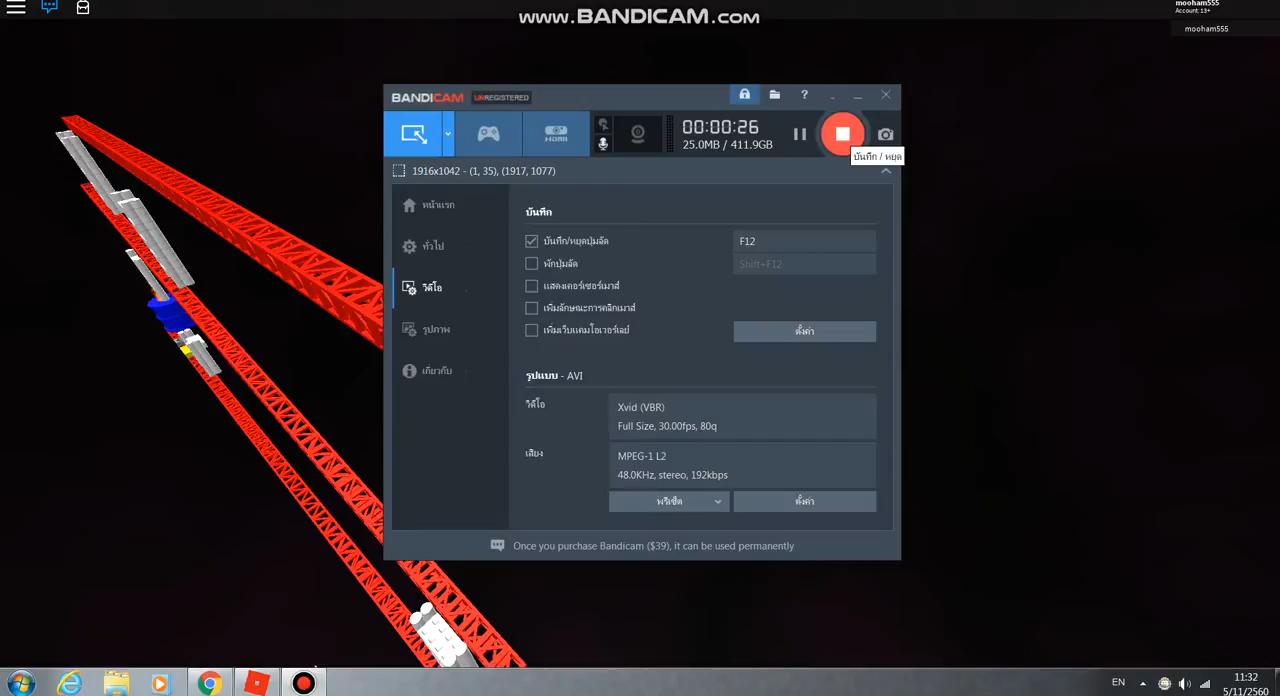 www.BANDICAM.com
mooham555
Account: 13+
mooham555
BANDICAM UNREGISTERED
?
HDMI
00:00:26
25.0MB / 411.9GB
บันทึก / หยุด
1916x1042 - (1, 35), (1917, 1077)
หน้าแรก
ทั่วไป
วิดีโอ
รูปภาพ
เกี่ยวกับ
บันทึก
บันทึก/หยุดปุ่มลัด
F12
พักปุ่มลัด
Shift+F12
แสดงเคอร์เซอร์เมาส์
เพิ่มลักษณะการคลิกเมาส์
เพิ่มเว็บแคมโอเวอร์เลย์
ตั้งค่า
รูปแบบ - AVI
วิดีโอ
Xvid (VBR)
Full Size, 30.00fps, 80q
เสียง
MPEG-1 L2
48.0KHz, stereo, 192kbps
พรีเซ็ต
ตั้งค่า
Once you purchase Bandicam ($39), it can be used permanently
EN
11:32
5/11/2560